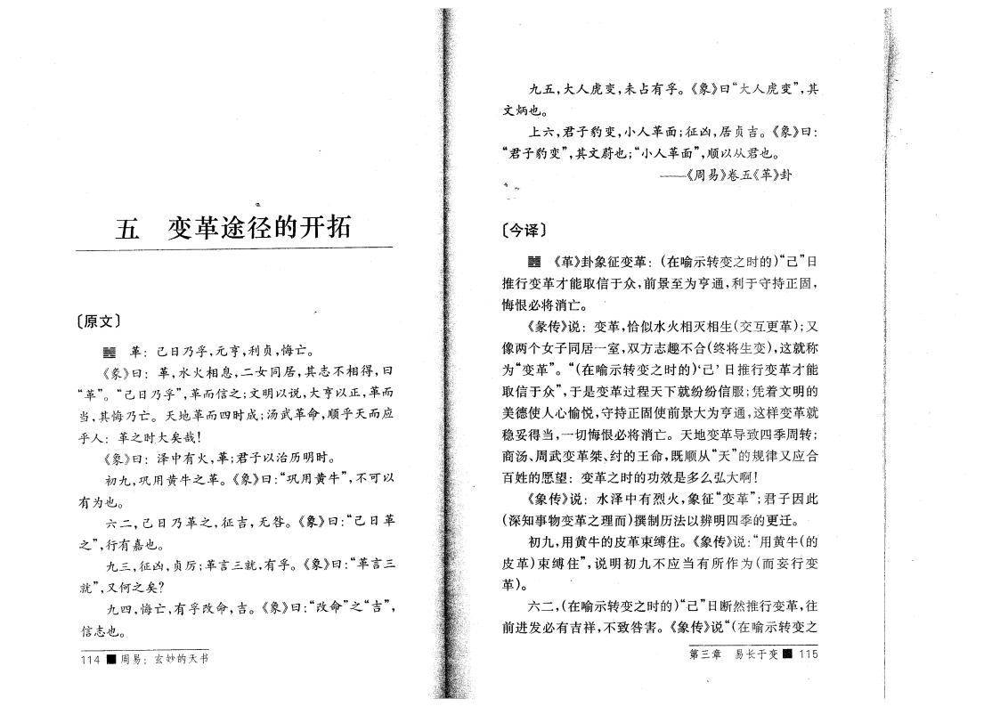 五 变革途径的开拓
〔原文〕
䷰ 革：己日乃孚，元亨，利贞，悔亡。
《彖》曰：革，水火相息，二女同居，其志不相得，曰
“革”。“己日乃孚”，革而信之；文明以说，大亨以正，革而
当，其悔乃亡。天地革而四时成；汤武革命，顺乎天而应
乎人：革之时大矣哉！
《象》曰：泽中有火，革；君子以治历明时。
初九，巩用黄牛之革。《象》曰：“巩用黄牛”，不可以
有为也。
六二，己日乃革之，征吉，无咎。《象》曰：“己日革
之”，行有嘉也。
九三，征凶，贞厉；革言三就，有孚。《象》曰：“革言三
就”，又何之矣？
九四，悔亡，有孚改命，吉。《象》曰：“改命”之“吉”，
信志也。
114 ■ 周易：玄妙的天书
九五，大人虎变，未占有孚。《象》曰“大人虎变”，其
文炳也。
上六，君子豹变，小人革面；征凶，居贞吉。《象》曰：
“君子豹变”，其文蔚也；“小人革面”，顺以从君也。
——《周易》卷五《革》卦
〔今译〕
䷰ 《革》卦象征变革：(在喻示转变之时的)“己”日
推行变革才能取信于众，前景至为亨通，利于守持正固，
悔恨必将消亡。
《彖传》说：变革，恰似水火相灭相生(交互更革)；又
像两个女子同居一室，双方志趣不合(终将生变)，这就称
为“变革”。“(在喻示转变之时的)‘己’日推行变革才能
取信于众”，于是变革过程天下就纷纷信服；凭着文明的
美德使人心愉悦，守持正固使前景大为亨通，这样变革就
稳妥得当，一切悔恨必将消亡。天地变革导致四季周转；
商汤、周武变革桀、纣的王命，既顺从“天”的规律又应合
百姓的愿望：变革之时的功效是多么弘大啊！
《象传》说：水泽中有烈火，象征“变革”；君子因此
(深知事物变革之理而)撰制历法以辨明四季的更迁。
初九，用黄牛的皮革束缚住。《象传》说：“用黄牛(的
皮革)束缚住”，说明初九不应当有所作为(而妄行变
革)。
六二，(在喻示转变之时的)“己”日断然推行变革，往
前进发必有吉祥，不致咎害。《象传》说“(在喻示转变之
第三章 易长于变 ■ 115